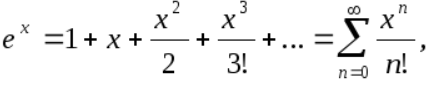 e^x = 1 + x + x^2/2 + x^3/3! + ... = ∑_{n=0}^{∞} x^n/n!,